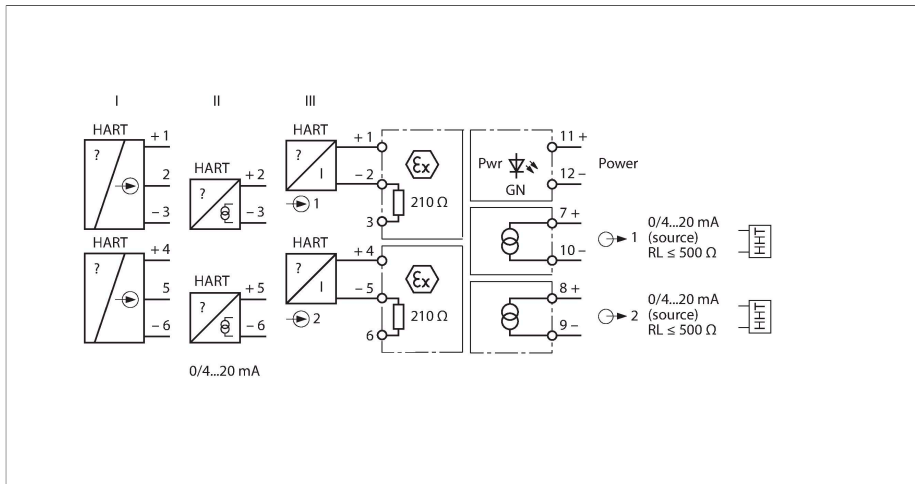 I
II
III
HART
+ 1
?
2
– 3
HART
?
+ 2
– 3
HART
?
I
+ 1
– 2
1
3
Ex
210 Ω
HART
+ 4
?
5
– 6
HART
?
+ 5
– 6
0/4...20 mA
HART
?
I
+ 4
– 5
2
6
Ex
210 Ω
11 +
Pwr
Power
12 –
GN
7 +
10 –
1
0/4...20 mA
(source)
RL ≤ 500 Ω
HHT
8 +
9 –
2
0/4...20 mA
(source)
RL ≤ 500 Ω
HHT